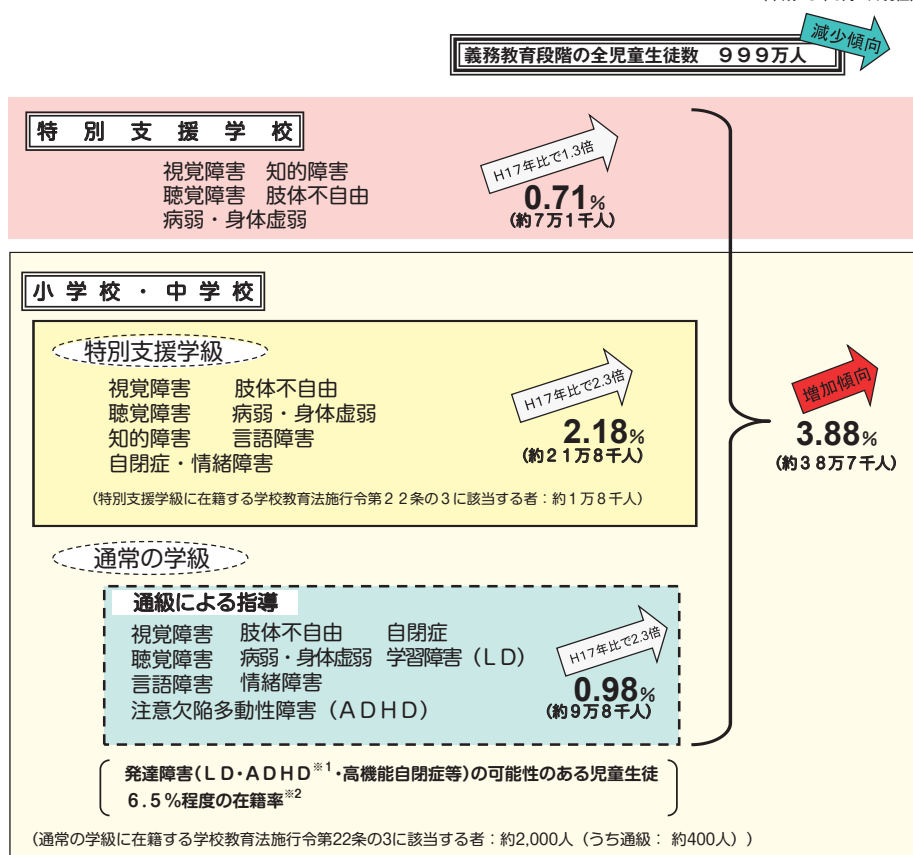 減少傾向
義務教育段階の全児童生徒数 ９９９万人
特別支援学校
視覚障害 知的障害
聴覚障害 肢体不自由
病弱・身体虚弱
H17年比で1.3倍
0.71%
(約７万１千人)
小学校・中学校
特別支援学級
視覚障害 肢体不自由
聴覚障害 病弱・身体虚弱
知的障害 言語障害
自閉症・情緒障害
H17年比で2.3倍
2.18%
(約２１万８千人)
(特別支援学級に在籍する学校教育法施行令第２２条の３に該当する者：約１万８千人)
増加傾向
3.88%
(約３８万７千人)
通常の学級
通級による指導
視覚障害 肢体不自由 自閉症
聴覚障害 病弱・身体虚弱 学習障害（ＬＤ）
言語障害 情緒障害
注意欠陥多動性障害（ＡＤＨＤ）
H17年比で2.3倍
0.98%
(約９万８千人)
発達障害(ＬＤ・ＡＤＨＤ※1・高機能自閉症等)の可能性のある児童生徒
６.５％程度の在籍率※2
(通常の学級に在籍する学校教育法施行令第22条の3に該当する者：約2,000人（うち通級： 約400人）)